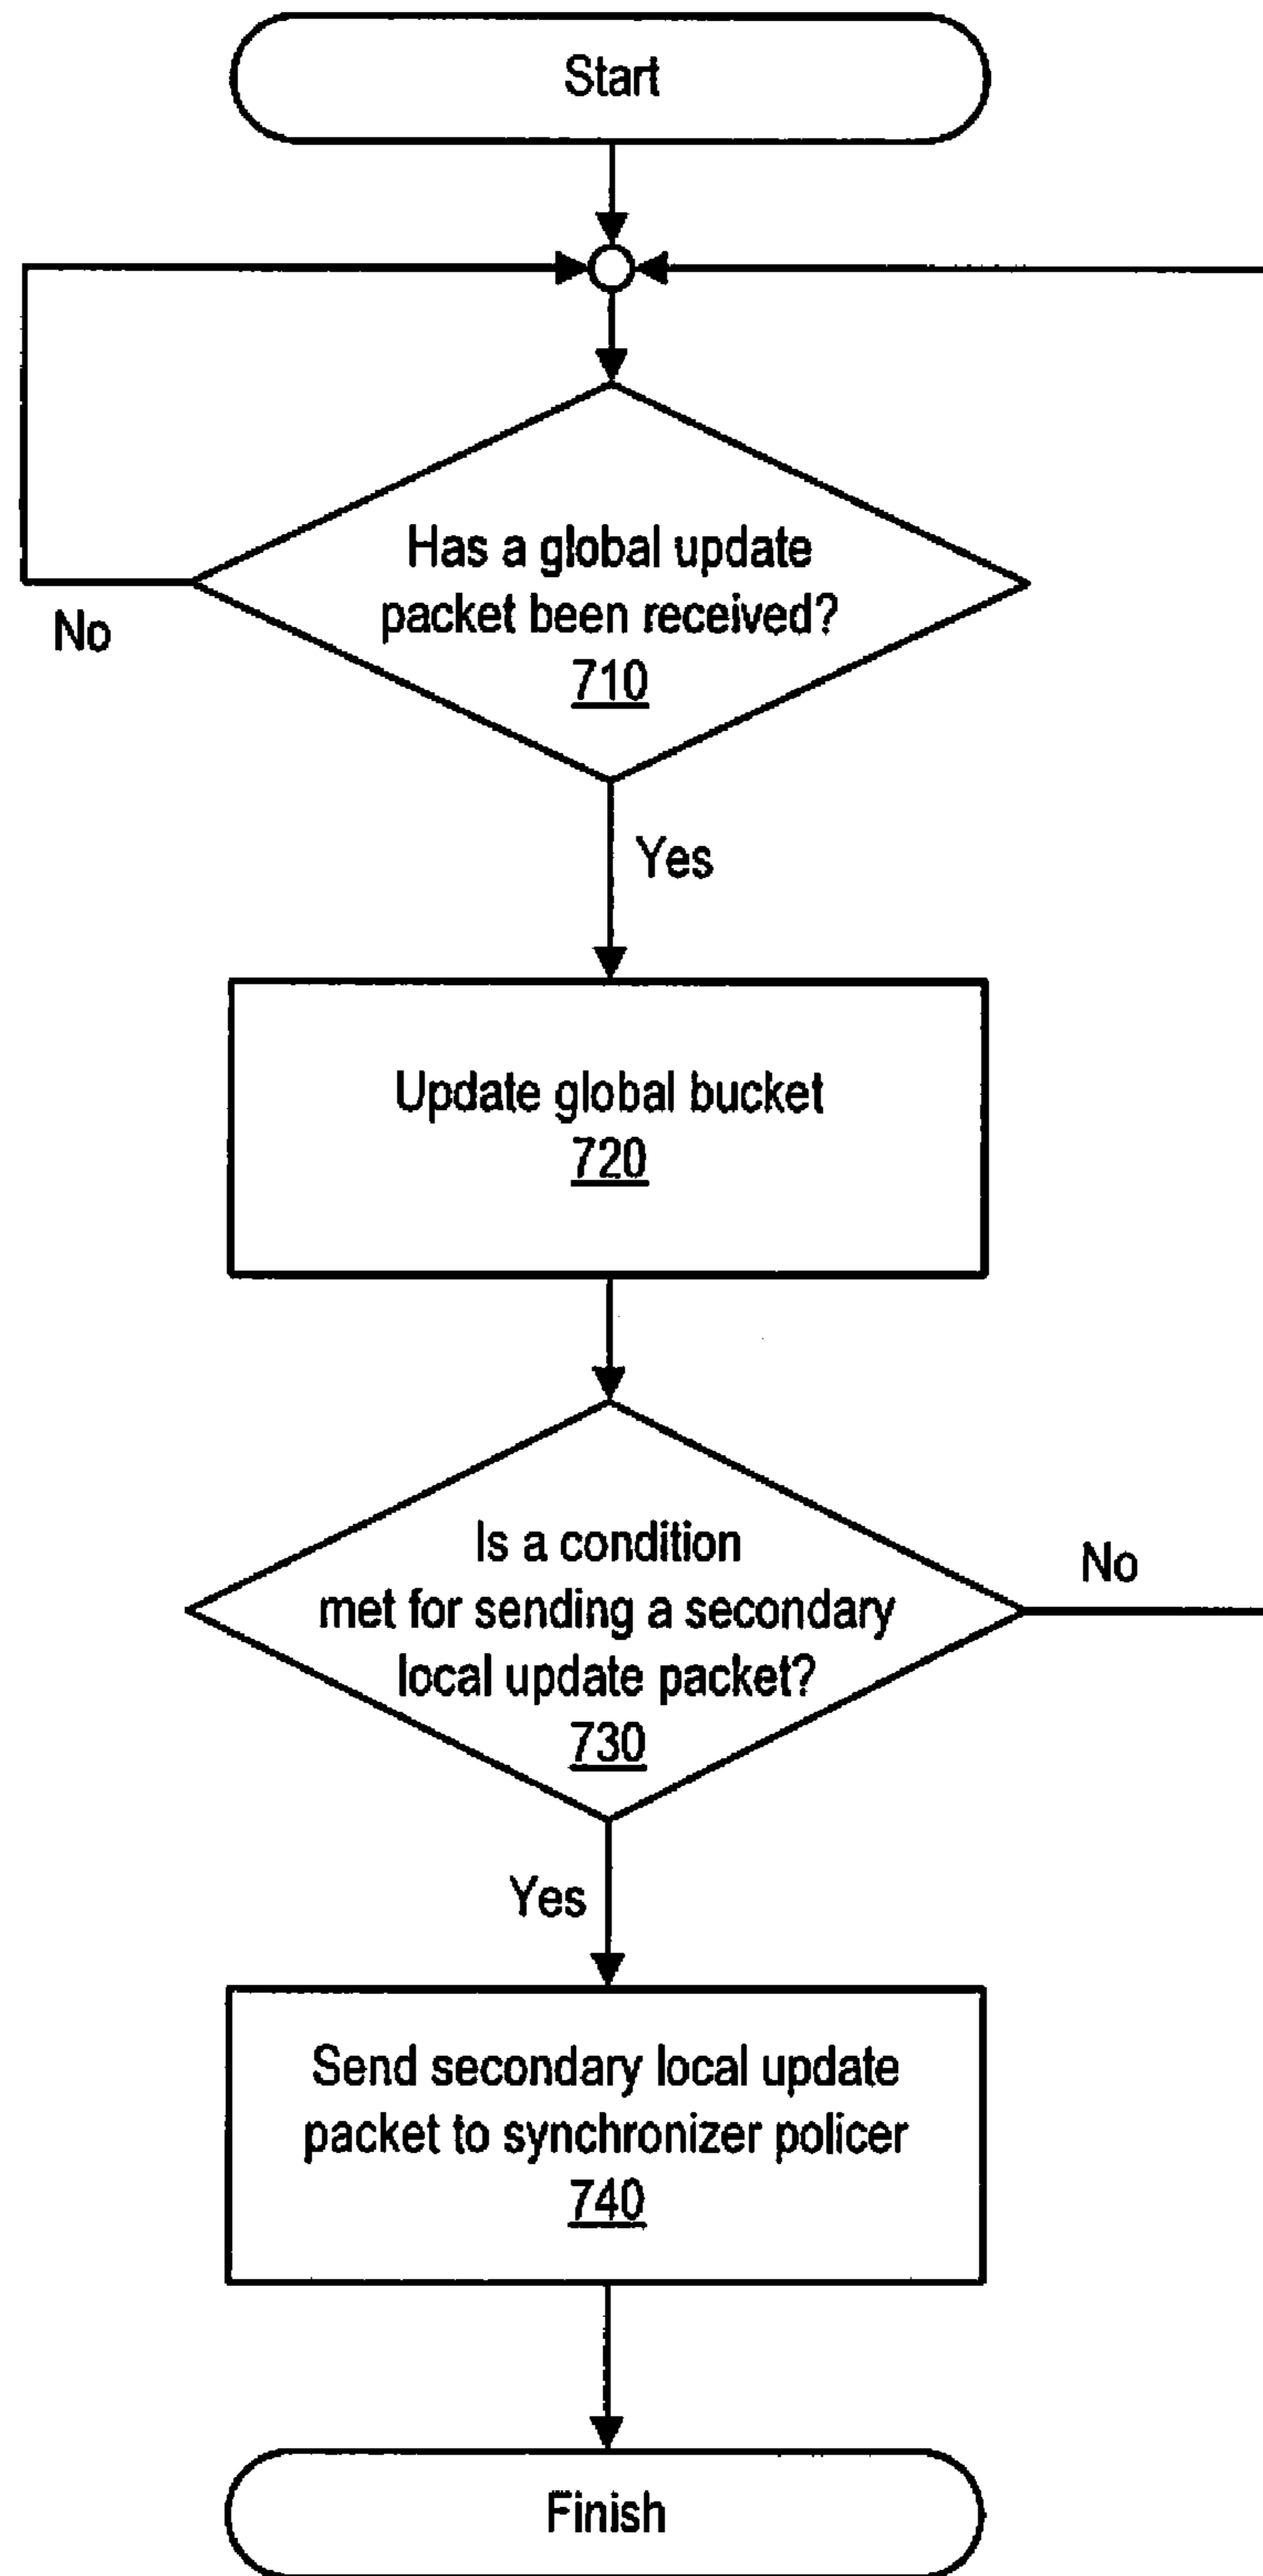 Start
Has a global update
packet been received?
710
No
Yes
Update global bucket
720
Is a condition
met for sending a secondary
local update packet?
730
No
Yes
Send secondary local update
packet to synchronizer policer
740
Finish